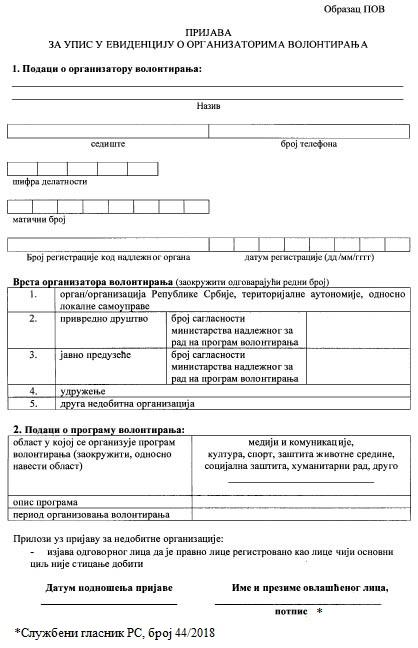 Образац ПОВ
ПРИЈАВА
ЗА УПИС У ЕВИДЕНЦИЈУ О ОРГАНИЗАТОРИМА ВОЛОНТИРАЊА
1. Подаци о организатору волонтирања:
Назив
седиште број телефона
шифра делатности
матични број
Број регистрације код надлежног органа датум регистрације (дд/мм/гггг)
Врста организатора волонтирања (заокружити одговарајући редни број)
1. орган/организација Републике Србије, територијалне аутономије, односно
локалне самоуправе
2. привредно друштво број сагласности
министарства надлежног за
рад на програм волонтирања
3. јавно предузеће број сагласности
министарства надлежног за
рад на програм волонтирања
4. удружење
5. друга недобитна организација
2. Подаци о програму волонтирања:
област у којој се организује програм медији и комуникације,
волонтирања (заокружити, односно култура, спорт, заштита животне средине,
навести област) социјална заштита, хуманитарни рад, друго
опис програма
период организовања волонтирања
Прилози уз пријаву за недобитне организације:
- изјава одговорног лица да је правно лице регистровано као лице чији основни
циљ није стицање добити
Датум подношења пријаве Име и презиме овлашћеног лица,
потпис *
*Службени гласник РС, број 44/2018